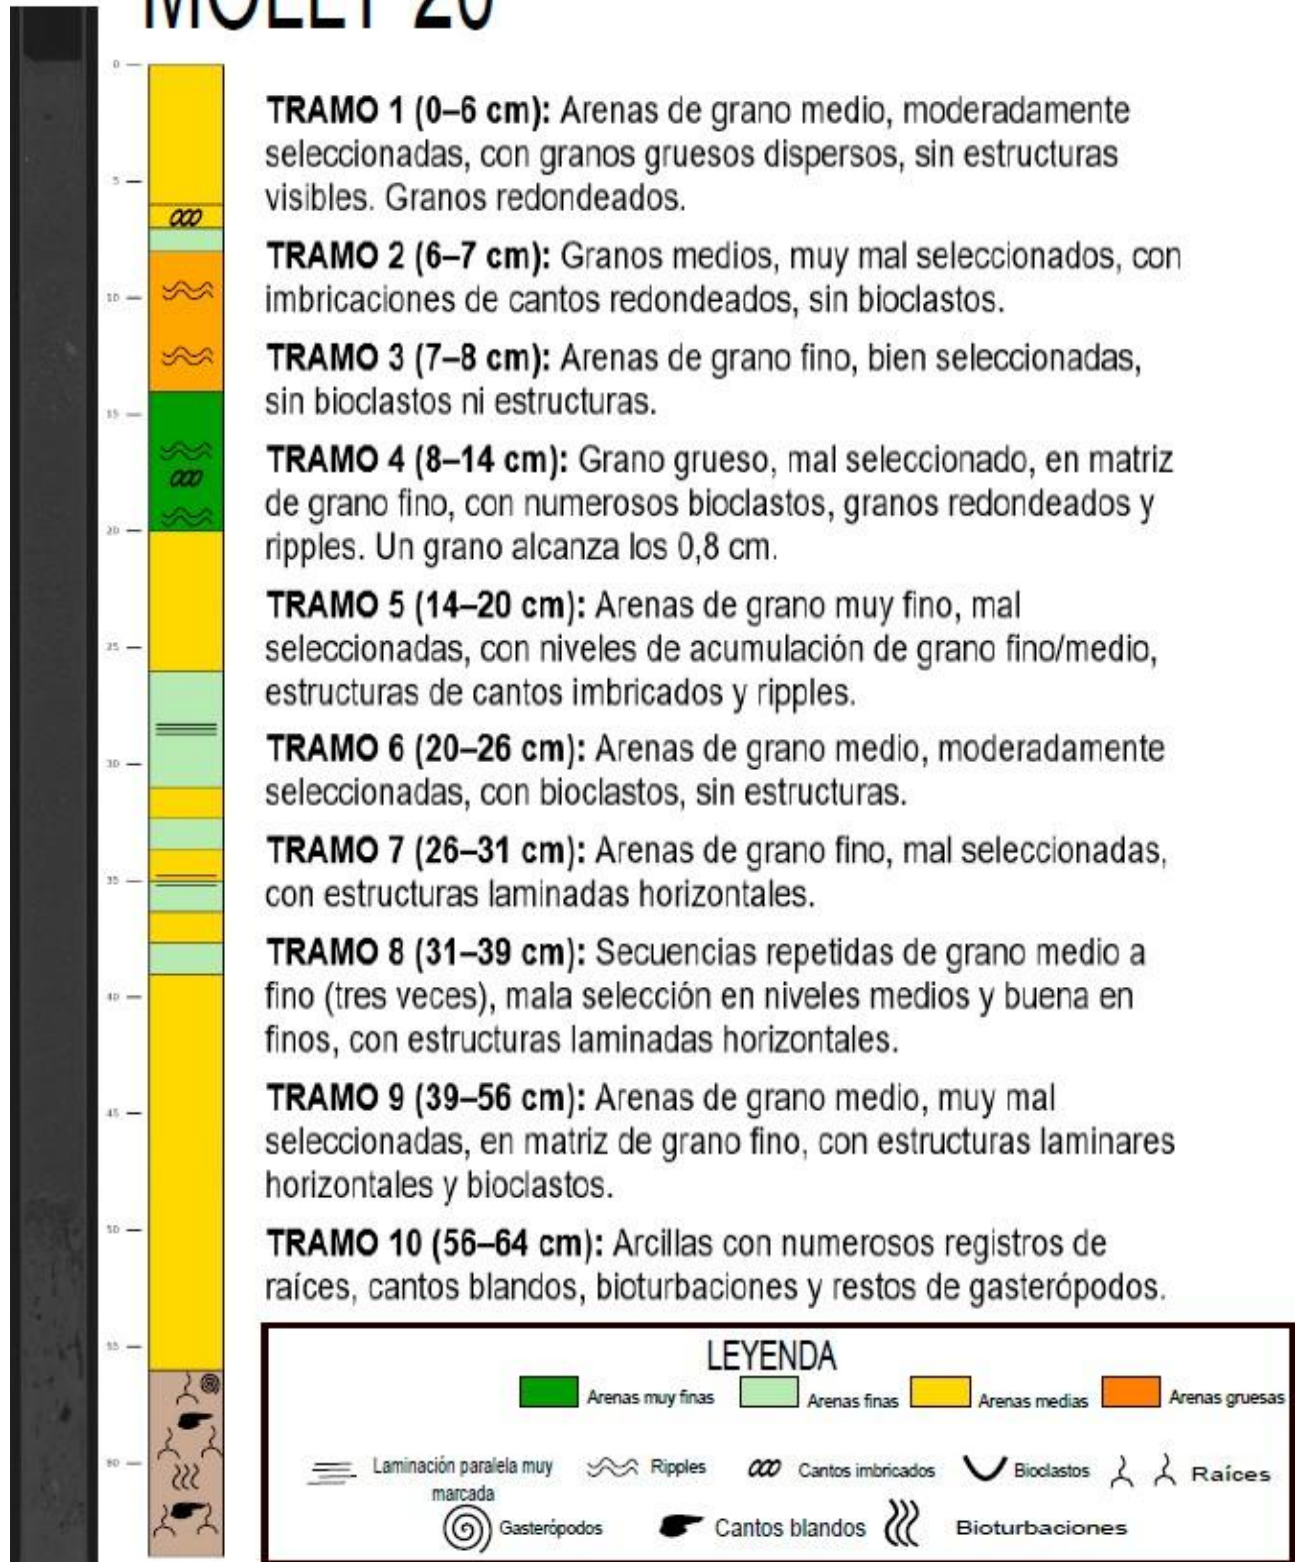 MOLLY 20
0
TRAMO 1 (0–6 cm): Arenas de grano medio, moderadamente
seleccionadas, con granos gruesos dispersos, sin estructuras
visibles. Granos redondeados.
5
TRAMO 2 (6–7 cm): Granos medios, muy mal seleccionados, con
imbricaciones de cantos redondeados, sin bioclastos.
10
TRAMO 3 (7–8 cm): Arenas de grano fino, bien seleccionadas,
sin bioclastos ni estructuras.
15
TRAMO 4 (8–14 cm): Grano grueso, mal seleccionado, en matriz
de grano fino, con numerosos bioclastos, granos redondeados y
ripples. Un grano alcanza los 0,8 cm.
20
TRAMO 5 (14–20 cm): Arenas de grano muy fino, mal
seleccionadas, con niveles de acumulación de grano fino/medio,
estructuras de cantos imbricados y ripples.
25
TRAMO 6 (20–26 cm): Arenas de grano medio, moderadamente
seleccionadas, con bioclastos, sin estructuras.
30
TRAMO 7 (26–31 cm): Arenas de grano fino, mal seleccionadas,
con estructuras laminadas horizontales.
35
TRAMO 8 (31–39 cm): Secuencias repetidas de grano medio a
fino (tres veces), mala selección en niveles medios y buena en
finos, con estructuras laminadas horizontales.
40
TRAMO 9 (39–56 cm): Arenas de grano medio, muy mal
seleccionadas, en matriz de grano fino, con estructuras laminares
horizontales y bioclastos.
45
50
TRAMO 10 (56–64 cm): Arcillas con numerosos registros de
raíces, cantos blandos, bioturbaciones y restos de gasterópodos.
55
60
LEYENDA
Arenas muy finas
Arenas finas
Arenas medias
Arenas gruesas
Laminación paralela muy
marcada
Ripples
Cantos imbricados
Bioclastos
Raíces
Gasterópodos
Cantos blandos
Bioturbaciones